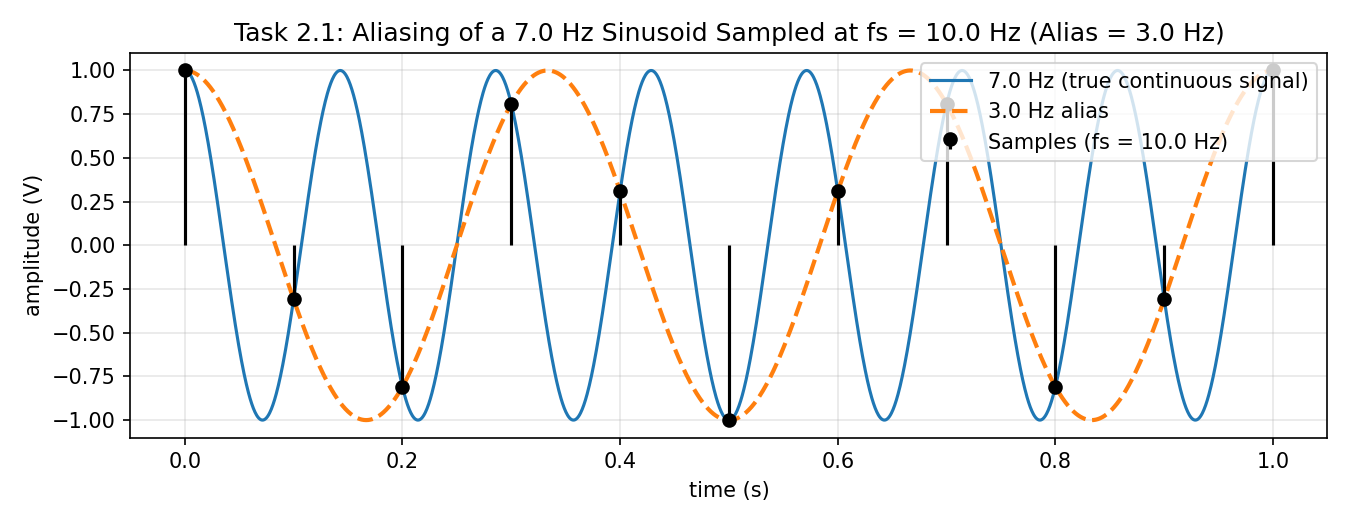 Task 2.1: Aliasing of a 7.0 Hz Sinusoid Sampled at fs = 10.0 Hz (Alias = 3.0 Hz)
7.0 Hz (true continuous signal)
3.0 Hz alias
Samples (fs = 10.0 Hz)
amplitude (V)
1.00
0.75
0.50
0.25
0.00
−0.25
−0.50
−0.75
−1.00
0.0 0.2 0.4 0.6 0.8 1.0
time (s)